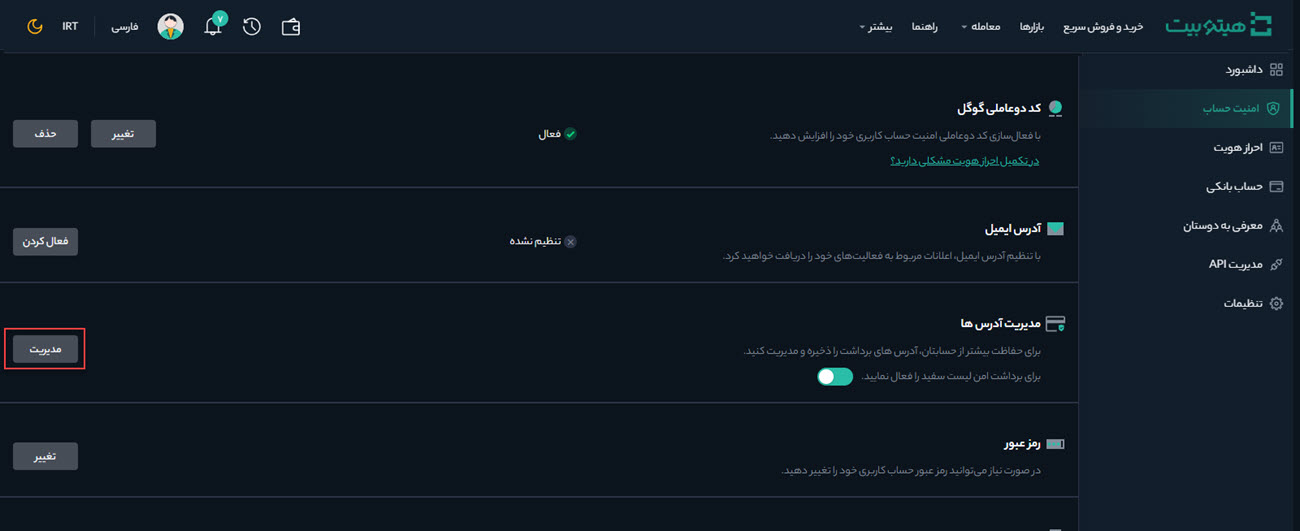 هیتوبیت
خرید و فروش سریع
بازارها
معامله
راهنما
بیشتر
۷
فارسی
IRT
داشبورد
امنیت حساب
احراز هویت
حساب بانکی
معرفی به دوستان
مدیریت API
تنظیمات
کد دوعاملی گوگل
با فعال‌سازی کد دوعاملی امنیت حساب کاربری خود را افزایش دهید.
در تکمیل احراز هویت مشکلی دارید؟
فعال
تغییر
حذف
آدرس ایمیل
با تنظیم آدرس ایمیل، اعلانات مربوط به فعالیت‌های خود را دریافت خواهید کرد.
تنظیم نشده
فعال کردن
مدیریت آدرس ها
برای حفاظت بیشتر از حسابتان، آدرس های برداشت را ذخیره و مدیریت کنید.
برای برداشت امن لیست سفید را فعال نمایید.
مدیریت
رمز عبور
در صورت نیاز می‌توانید رمز عبور حساب کاربری خود را تغییر دهید.
تغییر